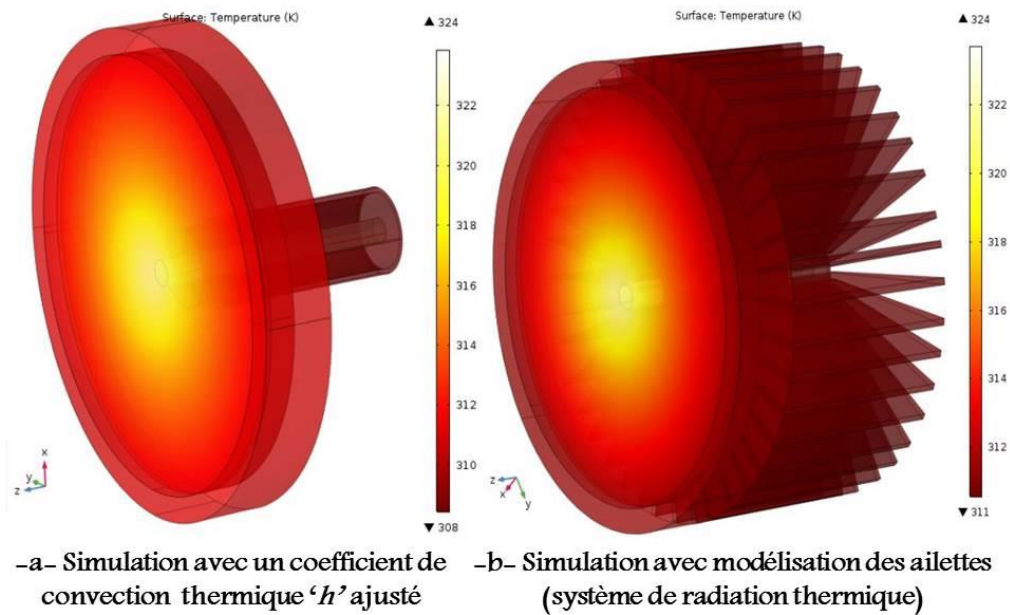 Surface: Temperature (K)
▲ 324
322
320
318
316
314
312
310
▼ 308
x
y
z
Surface: Temperature (K)
▲ 324
322
320
318
316
314
312
▼ 311
z
x
y
-a- Simulation avec un coefficient de
convection thermique ‘h’ ajusté
-b- Simulation avec modélisation des ailettes
(système de radiation thermique)